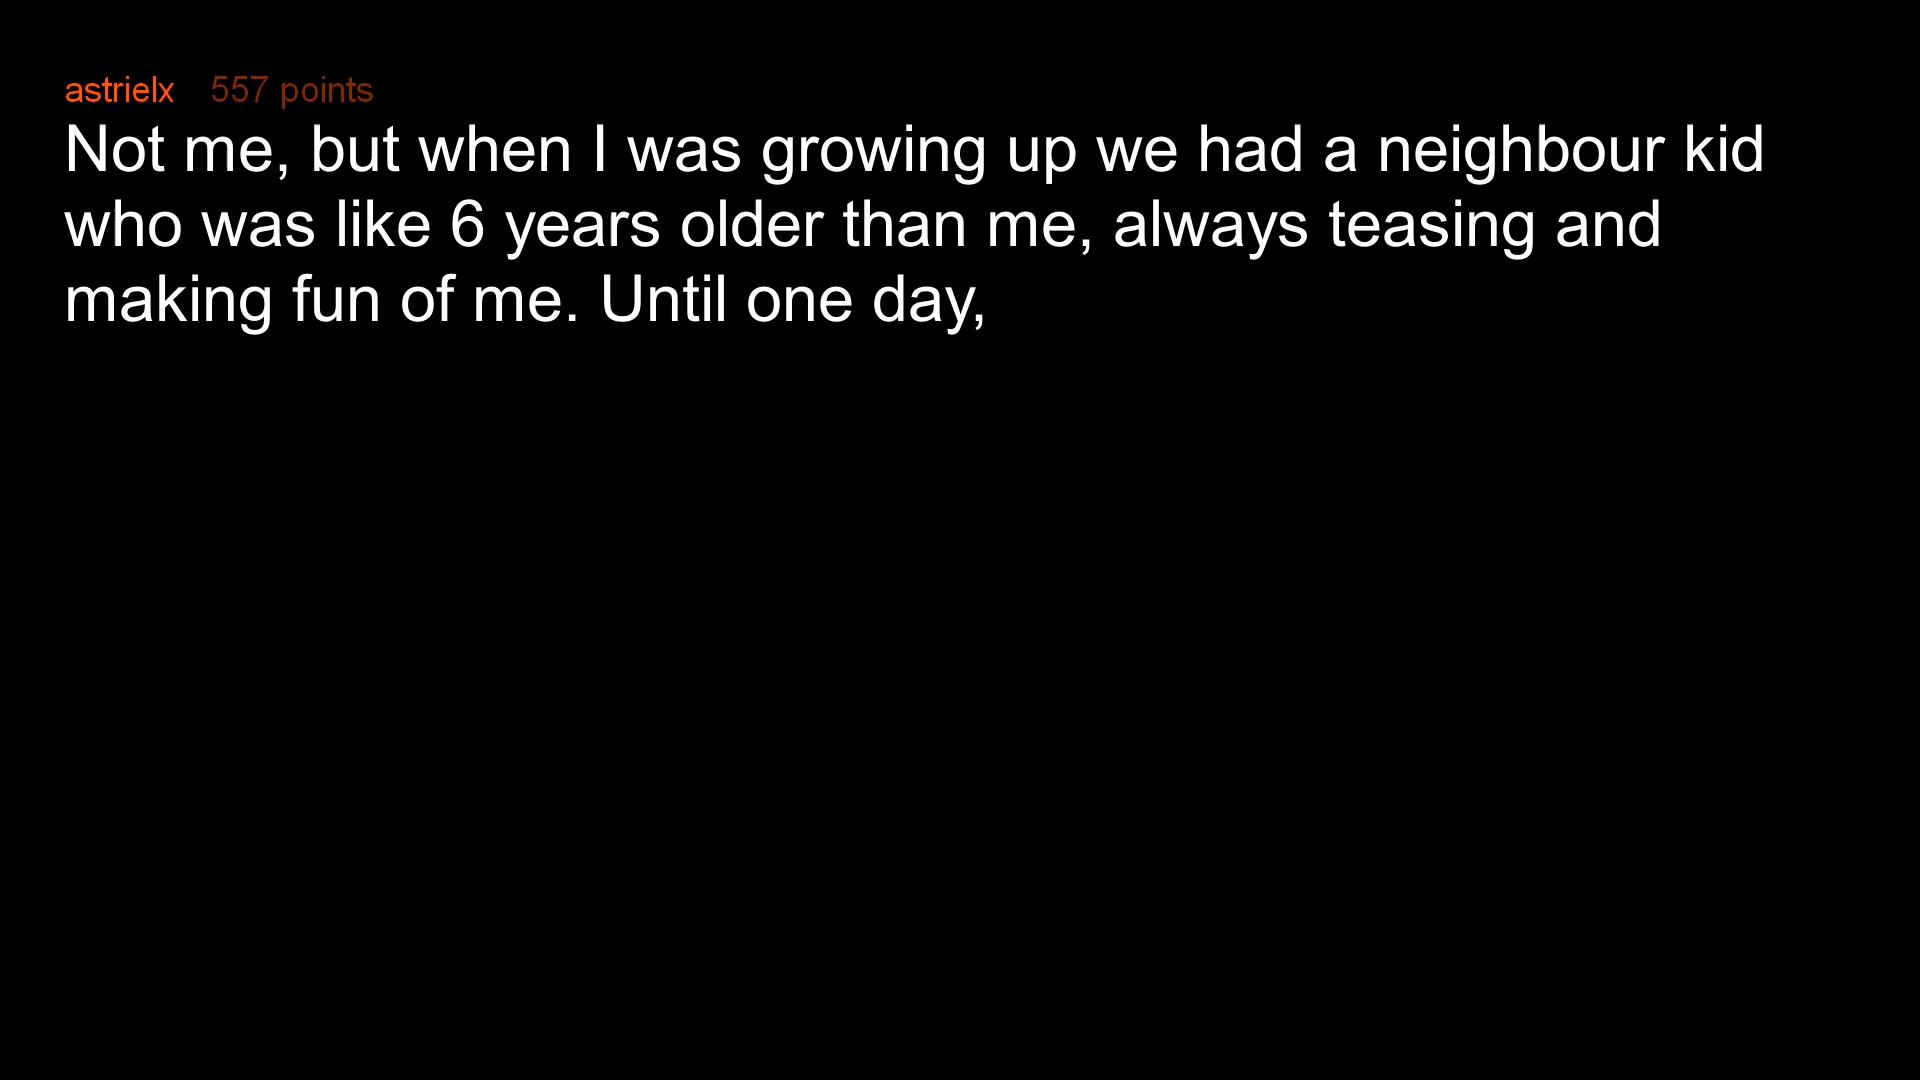 astrielx 557 points
Not me, but when I was growing up we had a neighbour kid
who was like 6 years older than me, always teasing and
making fun of me. Until one day,